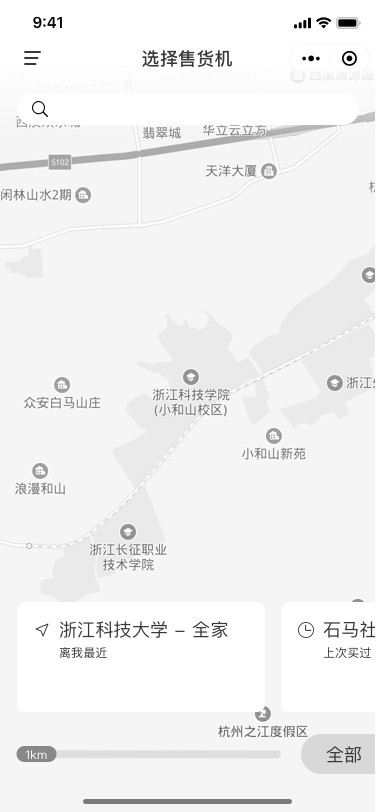 9:41
选择售货机
翡翠城
华立云立方
S102
天洋大厦
闲林山水2期
浙江科技学院
(小和山校区)
众安白马山庄
小和山新苑
浪漫和山
浙江长征职业
技术学院
浙江科技大学 – 全家
离我最近
石马社
上次买过
杭州之江度假区
1km
全部